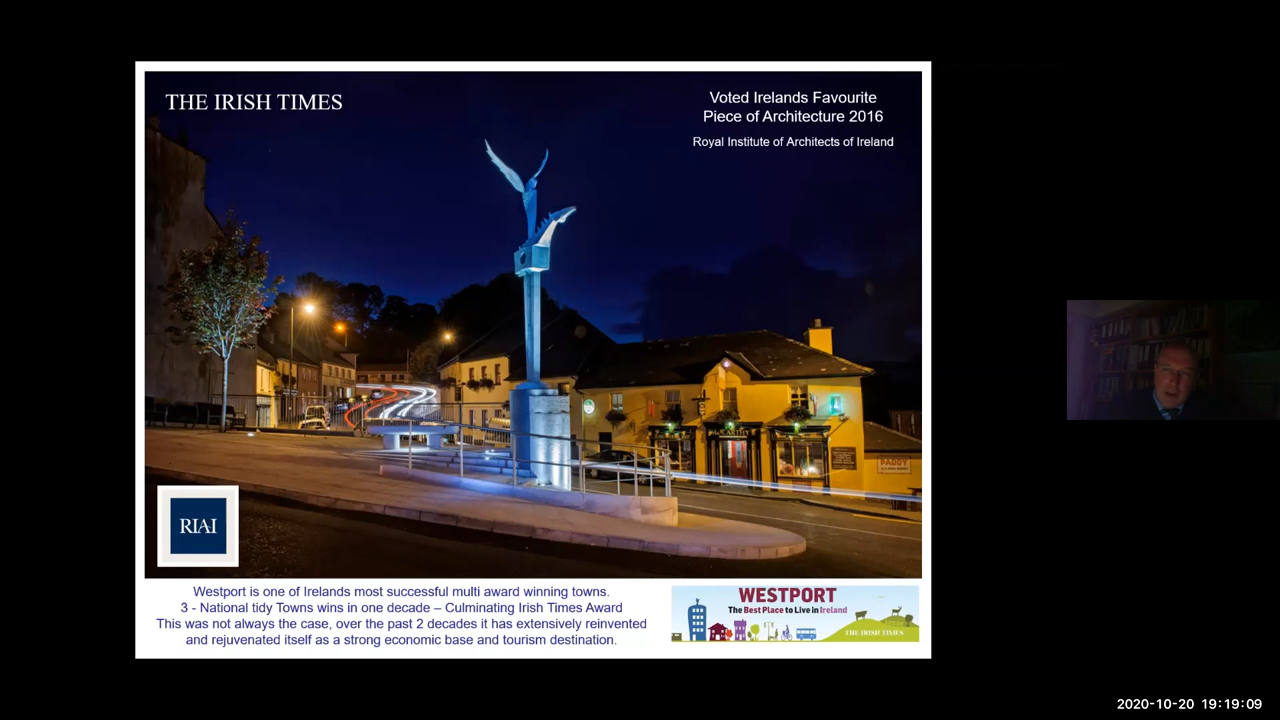 THE IRISH TIMES
Voted Irelands Favourite
Piece of Architecture 2016
Royal Institute of Architects of Ireland
PADDY
RIAI
Westport is one of Irelands most successful multi award winning towns.
3 - National tidy Towns wins in one decade – Culminating Irish Times Award
This was not always the case, over the past 2 decades it has extensively reinvented
and rejuvenated itself as a strong economic base and tourism destination.
WESTPORT
The Best Place to Live in Ireland
THE IRISH TIMES
2020-10-20 19:19:09